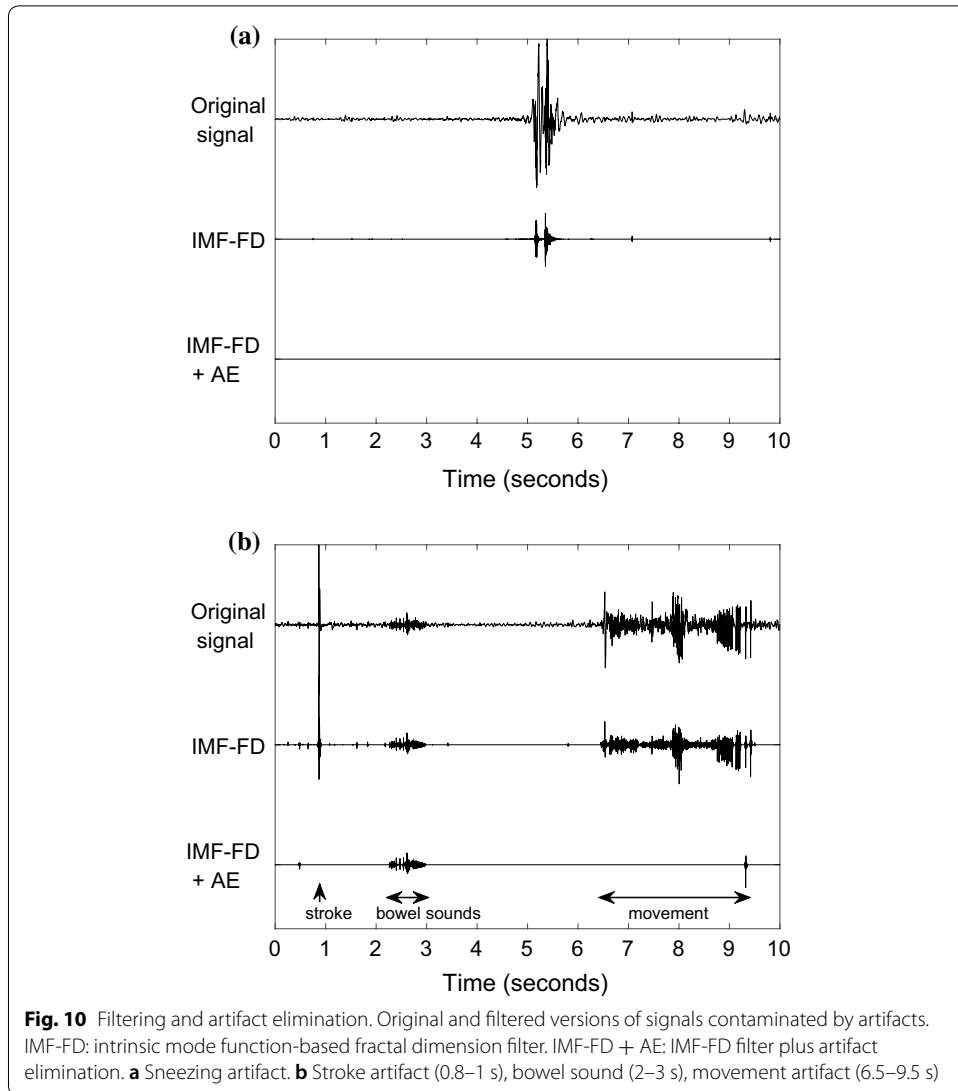 (a)
Original
signal
IMF-FD
IMF-FD
+ AE
0 1 2 3 4 5 6 7 8 9 10
Time (seconds)
(b)
Original
signal
IMF-FD
IMF-FD
+ AE
stroke bowel sounds movement
0 1 2 3 4 5 6 7 8 9 10
Time (seconds)
Fig. 10 Filtering and artifact elimination. Original and filtered versions of signals contaminated by artifacts.
IMF-FD: intrinsic mode function-based fractal dimension filter. IMF-FD + AE: IMF-FD filter plus artifact
elimination. a Sneezing artifact. b Stroke artifact (0.8–1 s), bowel sound (2–3 s), movement artifact (6.5–9.5 s)